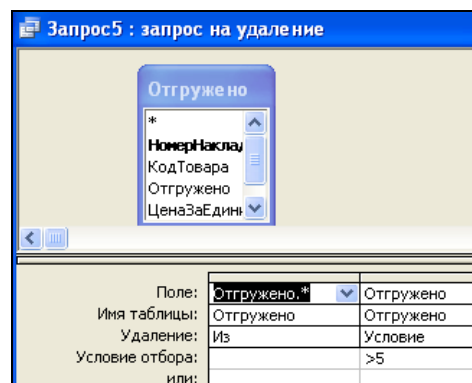 Запрос5 : запрос на удаление
Отгружено
*
НомерНаклад
КодТовара
Отгружено
ЦенаЗаЕдини
Поле: Отгружено.* Отгружено
Имя таблицы: Отгружено Отгружено
Удаление: Из Условие
Условие отбора: >5
или: